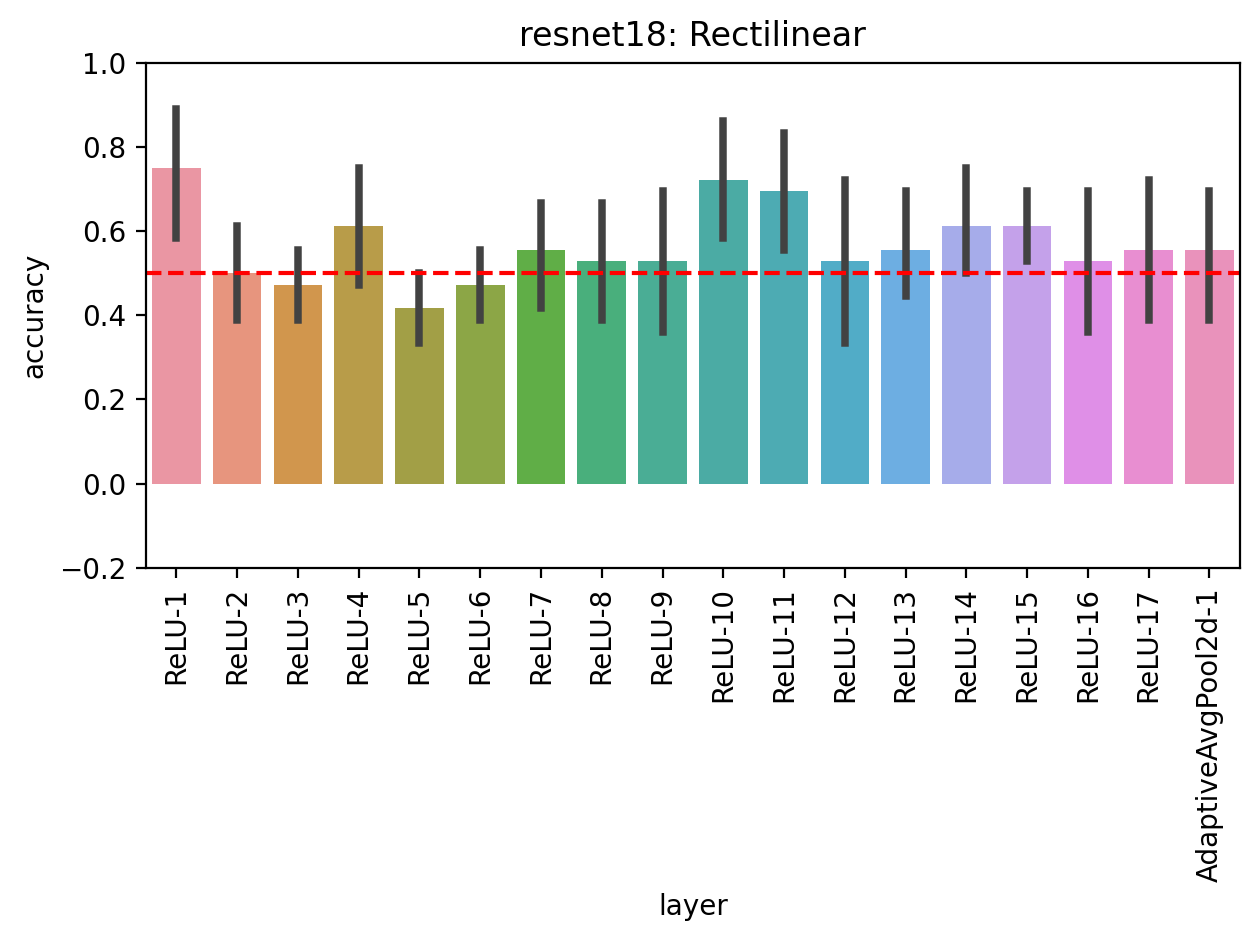 resnet18: Rectilinear
accuracy
1.0
0.8
0.6
0.4
0.2
0.0
−0.2
ReLU-1
ReLU-2
ReLU-3
ReLU-4
ReLU-5
ReLU-6
ReLU-7
ReLU-8
ReLU-9
ReLU-10
ReLU-11
ReLU-12
ReLU-13
ReLU-14
ReLU-15
ReLU-16
ReLU-17
AdaptiveAvgPool2d-1
layer